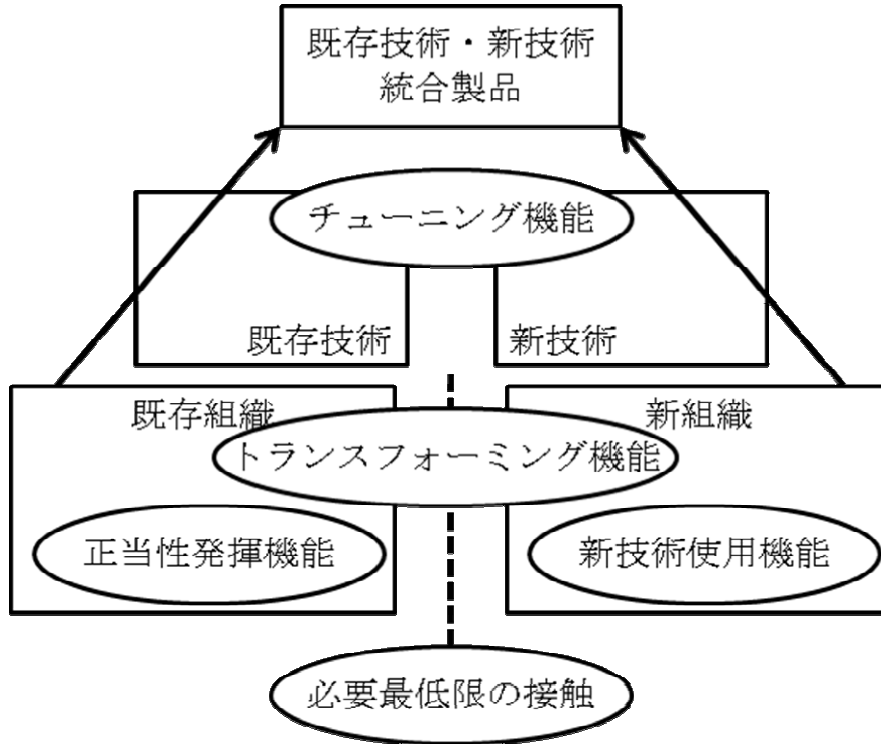 既存技術・新技術
統合製品
チューニング機能
既存技術
新技術
既存組織
新組織
トランスフォーミング機能
正当性発揮機能
新技術使用機能
必要最低限の接触